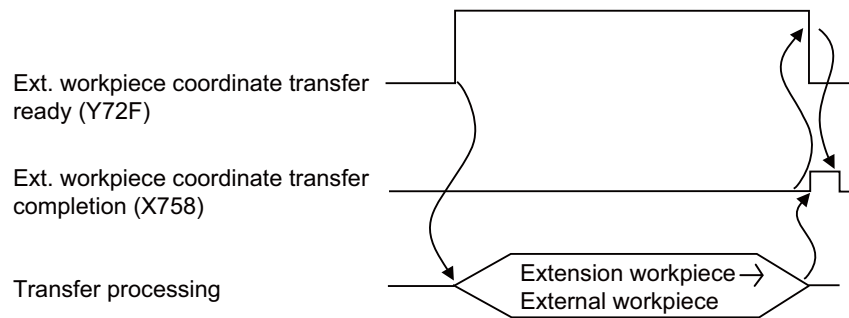 Ext. workpiece coordinate transfer
ready (Y72F)
Ext. workpiece coordinate transfer
completion (X758)
Transfer processing
Extension workpiece →
External workpiece